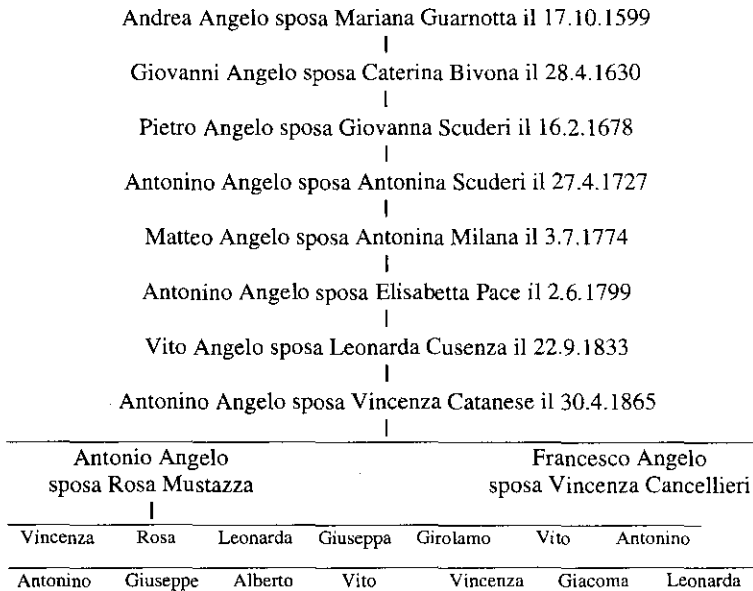 Andrea Angelo sposa Mariana Guarnotta il 17.10.1599
Giovanni Angelo sposa Caterina Bivona il 28.4.1630
Pietro Angelo sposa Giovanna Scuderi il 16.2.1678
Antonino Angelo sposa Antonina Scuderi il 27.4.1727
Matteo Angelo sposa Antonina Milana il 3.7.1774
Antonino Angelo sposa Elisabetta Pace il 2.6.1799
Vito Angelo sposa Leonarda Cusenza il 22.9.1833
Antonino Angelo sposa Vincenza Catanese il 30.4.1865
Antonio Angelo Francesco Angelo
sposa Rosa Mustazza sposa Vincenza Cancellieri
Vincenza Rosa Leonarda Giuseppa Girolamo Vito Antonino
Antonino Giuseppe Alberto Vito Vincenza Giacoma Leonarda